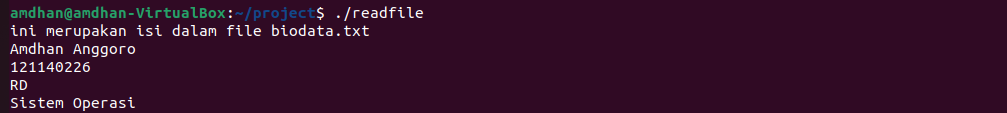 amdhan@amdhan-VirtualBox:~/project$ ./readfile
ini merupakan isi dalam file biodata.txt
Amdhan Anggoro
121140226
RD
Sistem Operasi